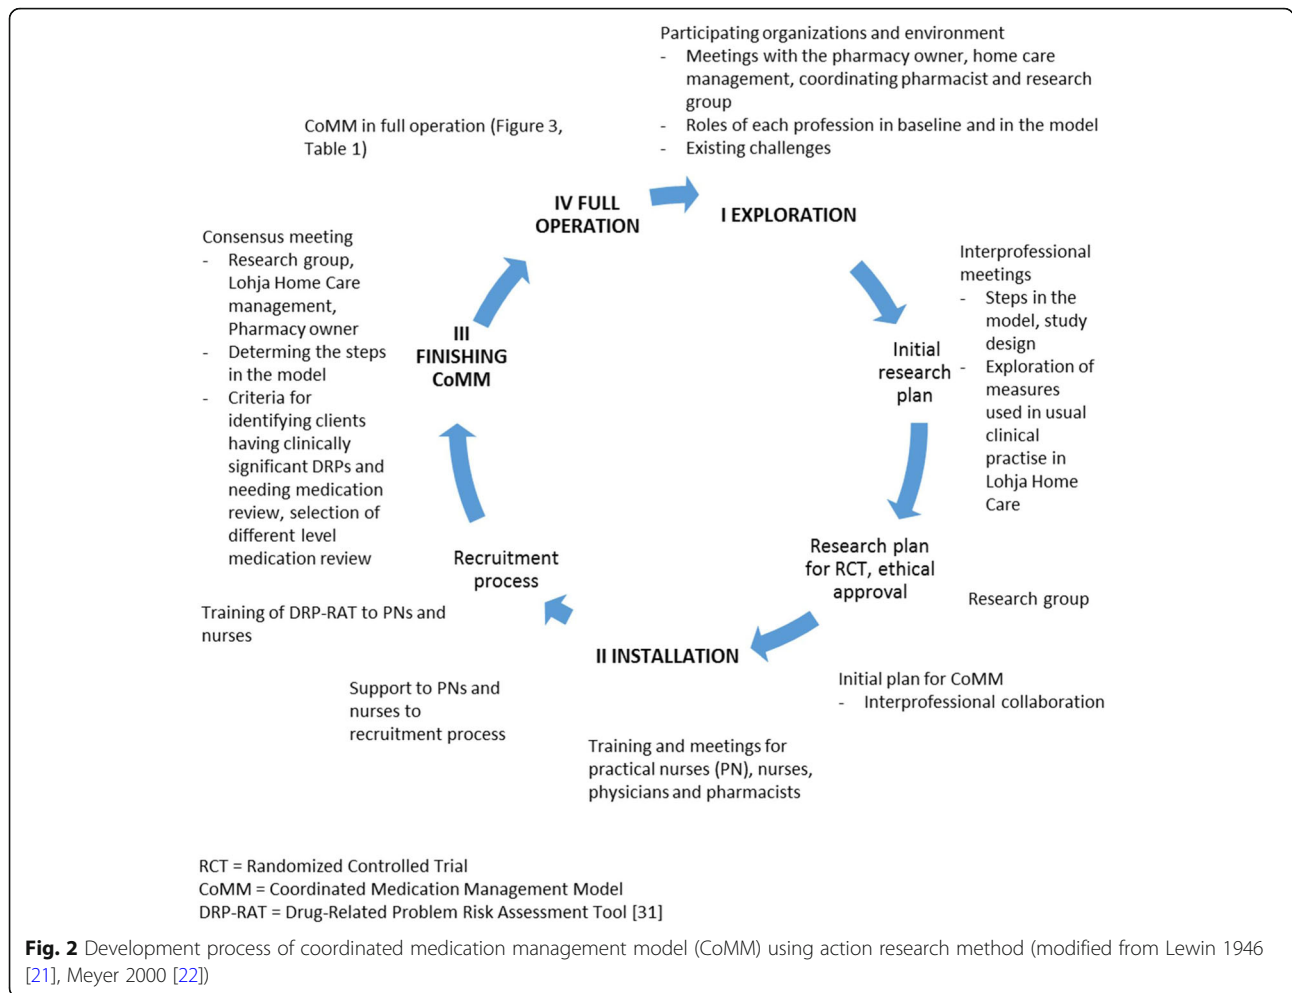 Participating organizations and environment
- Meetings with the pharmacy owner, home care
management, coordinating pharmacist and research
group
- Roles of each profession in baseline and in the model
- Existing challenges
CoMM in full operation (Figure 3,
Table 1)
IV FULL
OPERATION
I EXPLORATION
Consensus meeting
- Research group,
Lohja Home Care
management,
Pharmacy owner
- Determing the steps
in the model
- Criteria for
identifying clients
having clinically
significant DRPs and
needing medication
review, selection of
different level
medication review
Interprofessional
meetings
- Steps in the
model, study
design
- Exploration of
measures
used in usual
clinical
practise in
Lohja Home
Care
III
FINISHING
CoMM
Initial
research
plan
Recruitment
process
Research plan
for RCT, ethical
approval
Research group
Training of DRP-RAT to PNs and
nurses
II INSTALLATION
Initial plan for CoMM
- Interprofessional collaboration
Support to PNs and
nurses to
recruitment process
Training and meetings for
practical nurses (PN), nurses,
physicians and pharmacists
RCT = Randomized Controlled Trial
CoMM = Coordinated Medication Management Model
DRP-RAT = Drug-Related Problem Risk Assessment Tool [31]
Fig. 2 Development process of coordinated medication management model (CoMM) using action research method (modified from Lewin 1946
[21], Meyer 2000 [22])